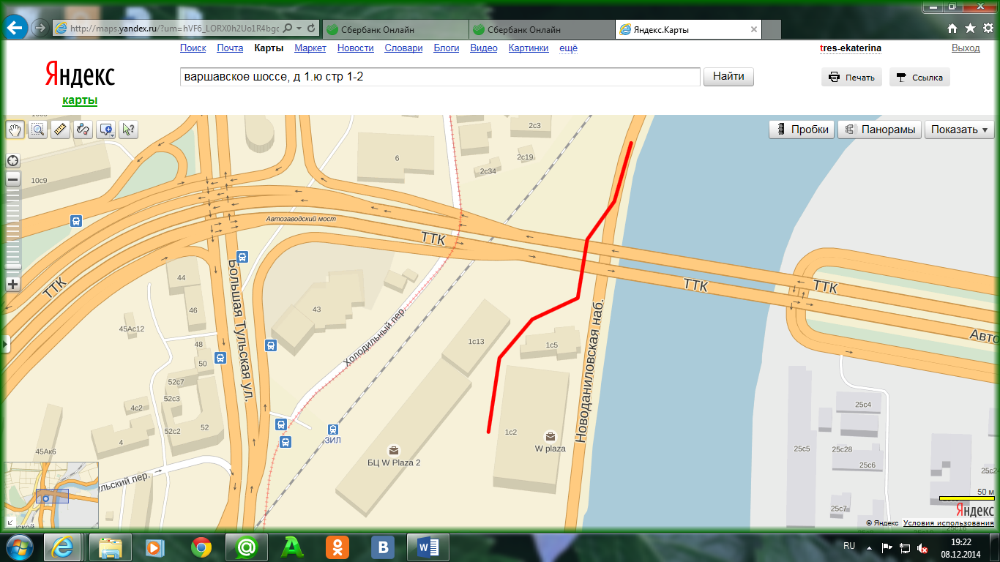 http://maps.yandex.ru/?um=hVF6_LORX0h2Uo1R4bgc
Сбербанк Онлайн
Сбербанк Онлайн
Яндекс.Карты
Поиск Почта Карты Маркет Новости Словари Блоги Видео Картинки ещё
tres-ekaterina
Выход
Яндекс
карты
варшавское шоссе, д 1.ю стр 1-2
Найти
Печать
Ссылка
Пробки
Панорамы
Показать
2с3
2с19
2с34
6
10с9
Автозаводский мост
ТТК
ТТК
ТТК
ТТК
Большая Тульская ул.
Холодильный пер.
Новоданиловская наб.
Авто
44
46
43
45Ас12
48
50
52с7
52с3
4с2
52с2
52
4
45Ак6
1с13
1с5
1с2
W plaza
БЦ W Plaza 2
ЗИЛ
ульский пер.
25с4
25с5
25с28
25с6
25с7
50 м
Яндекс
© Яндекс Условия использования
RU
19:22
08.12.2014